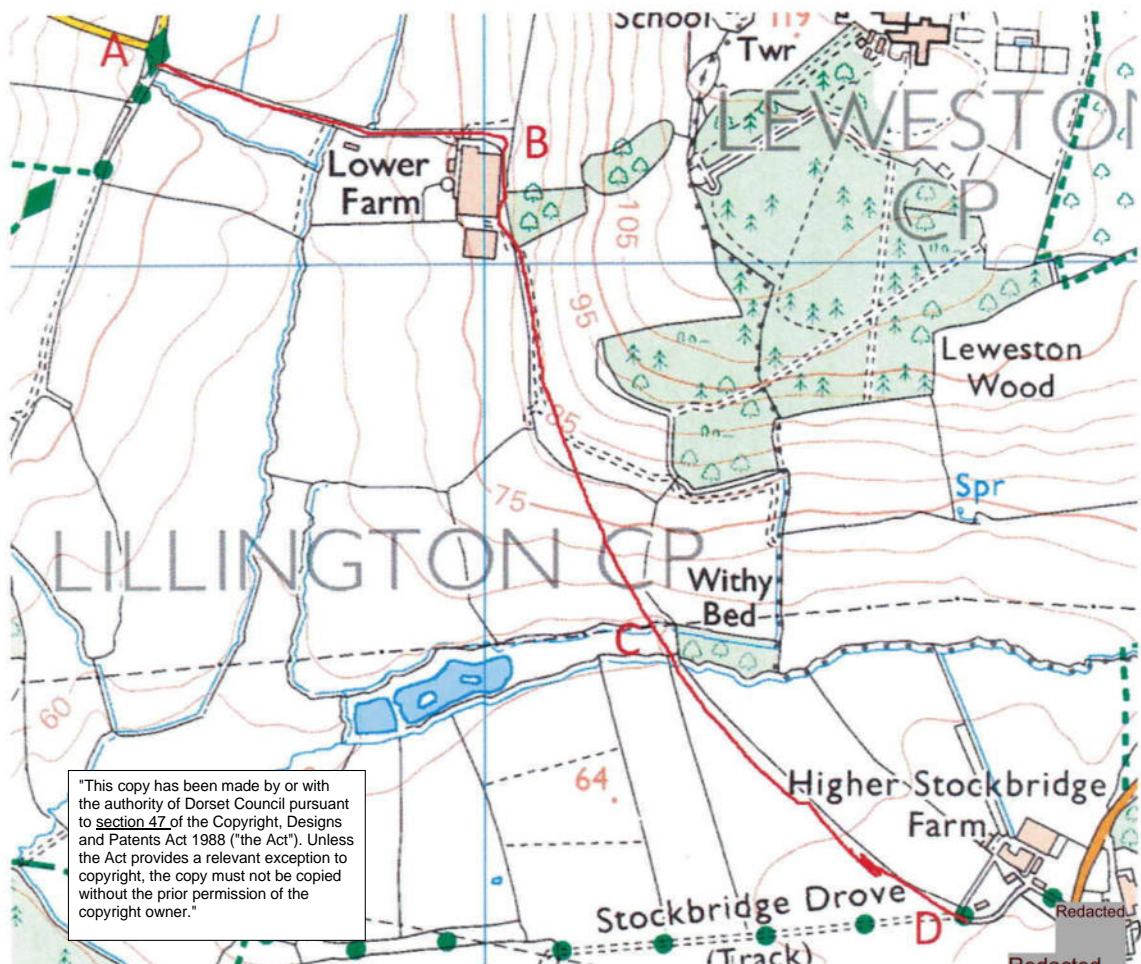 School
119
Twr
A
LEWESTON
CP
B
Lower
Farm
105
95
Leweston
Wood
85
Spr
75
LILLINGTON CP
Withy
Bed
C
60
"This copy has been made by or with
the authority of Dorset Council pursuant
to section 47 of the Copyright, Designs
and Patents Act 1988 ("the Act"). Unless
the Act provides a relevant exception to
copyright, the copy must not be copied
without the prior permission of the
copyright owner."
64
Higher Stockbridge
Farm
Stockbridge Drove
(Track)
D
Redacted
Redacted